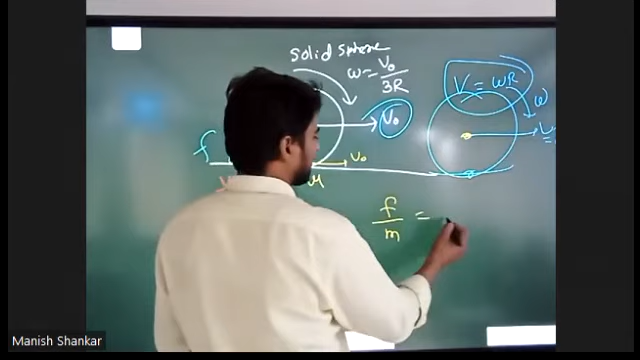 solid sphere
ω = v₀/3R
v₀
V = ωR
ω
f
v₀
μ
f/m =
Manish Shankar